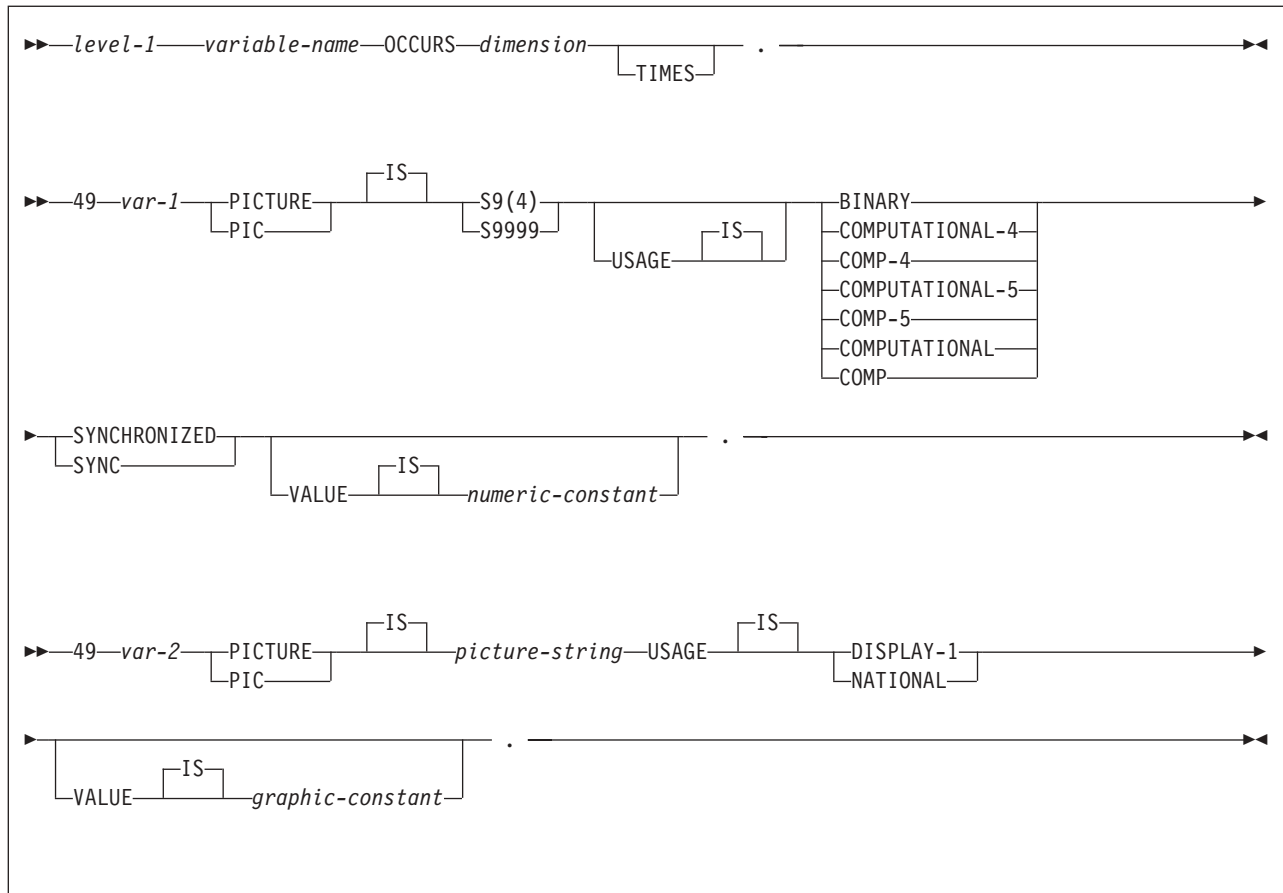 level-1 variable-name OCCURS dimension .
TIMES
IS
49 var-1 PICTURE S9(4) BINARY
PIC S9999 COMPUTATIONAL-4
USAGE IS COMP-4
COMPUTATIONAL-5
COMP-5
COMPUTATIONAL
COMP
SYNCHRONIZED .
SYNC
VALUE IS numeric-constant
IS IS
49 var-2 PICTURE picture-string USAGE DISPLAY-1
PIC NATIONAL
.
VALUE IS graphic-constant